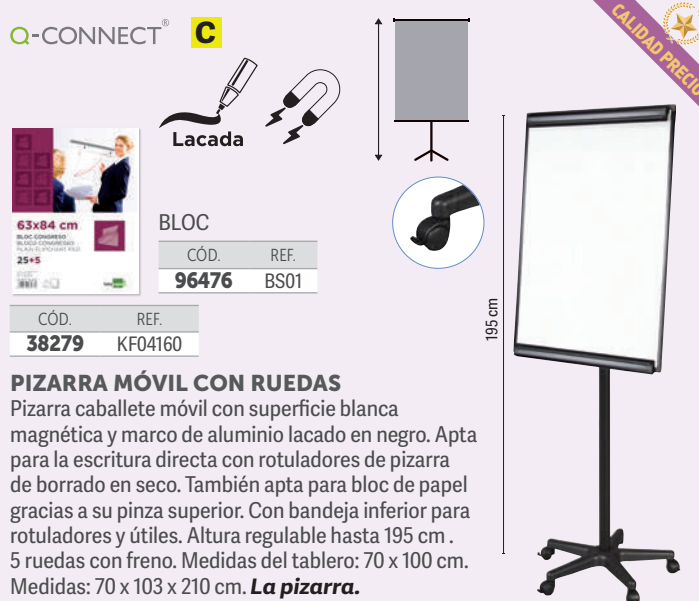 Q-CONNECT®
C
CALIDAD PRECIO
Lacada
63x84 cm
BLOC CONGRESO
25+5
BLOC
CÓD. REF.
96476 BS01
CÓD. REF.
38279 KF04160
195 cm
PIZARRA MÓVIL CON RUEDAS
Pizarra caballete móvil con superficie blanca
magnética y marco de aluminio lacado en negro. Apta
para la escritura directa con rotuladores de pizarra
de borrado en seco. También apta para bloc de papel
gracias a su pinza superior. Con bandeja inferior para
rotuladores y útiles. Altura regulable hasta 195 cm .
5 ruedas con freno. Medidas del tablero: 70 x 100 cm.
Medidas: 70 x 103 x 210 cm. La pizarra.